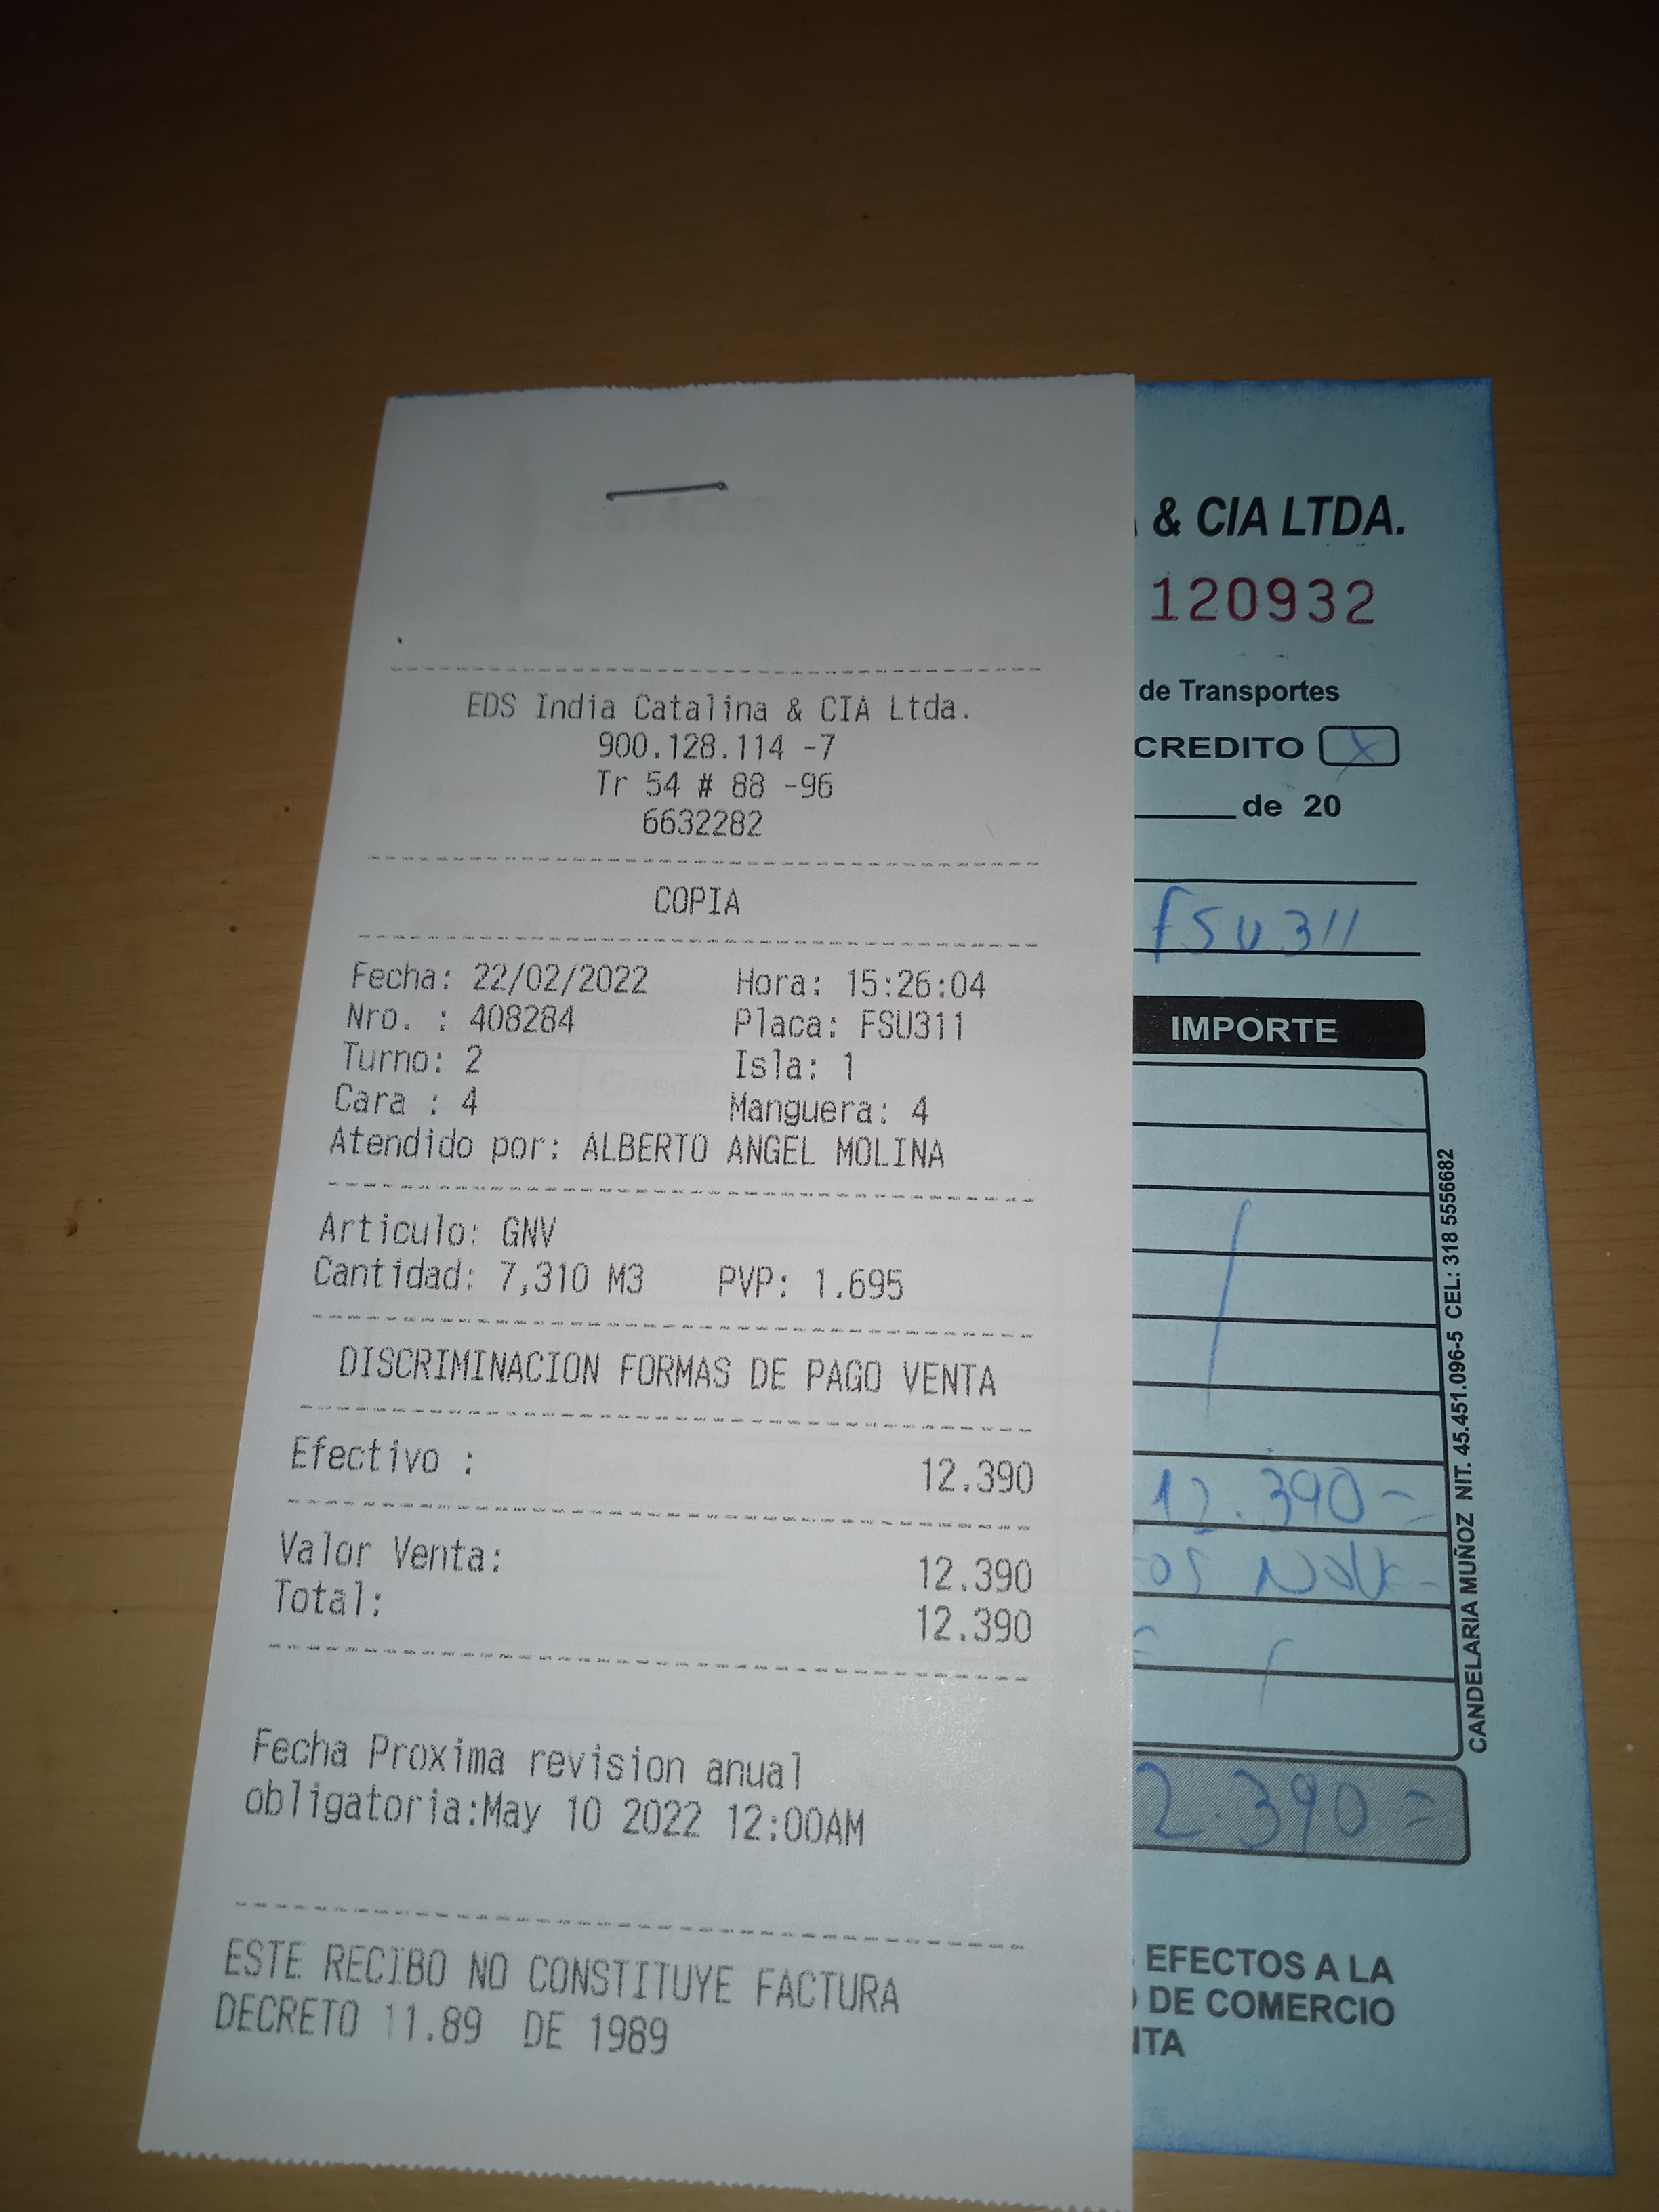 EDS India Catalina & CIA Ltda.
900.128.114 -7
Tr 54 # 88 -96
6632282
COPIA
Fecha: 22/02/2022 Hora: 15:26:04
Nro. : 408284 Placa: FSU311
Turno: 2 Isla: 1
Cara : 4 Manguera: 4
Atendido por: ALBERTO ANGEL MOLINA
Articulo: GNV
Cantidad: 7,310 M3 PVP: 1.695
DISCRIMINACION FORMAS DE PAGO VENTA
Efectivo : 12.390
Valor Venta: 12.390
Total: 12.390
Fecha Proxima revision anual
obligatoria:May 10 2022 12:00AM
ESTE RECIBO NO CONSTITUYE FACTURA
DECRETO 11.89 DE 1989
& CIA LTDA.
120932
de Transportes
CREDITO X
de 20
FSU311
IMPORTE
12.390=
2.390=
EFECTOS A LA
DE COMERCIO
CANDELARIA MUÑOZ NIT. 45.451.096-5 CEL: 318 5556682